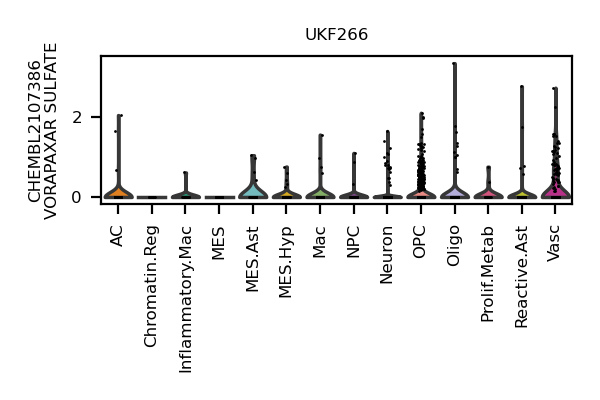 UKF266
CHEMBL2107386
VORAPAXAR SULFATE
2
0
AC
Chromatin.Reg
Inflammatory.Mac
MES
MES.Ast
MES.Hyp
Mac
NPC
Neuron
OPC
Oligo
Prolif.Metab
Reactive.Ast
Vasc